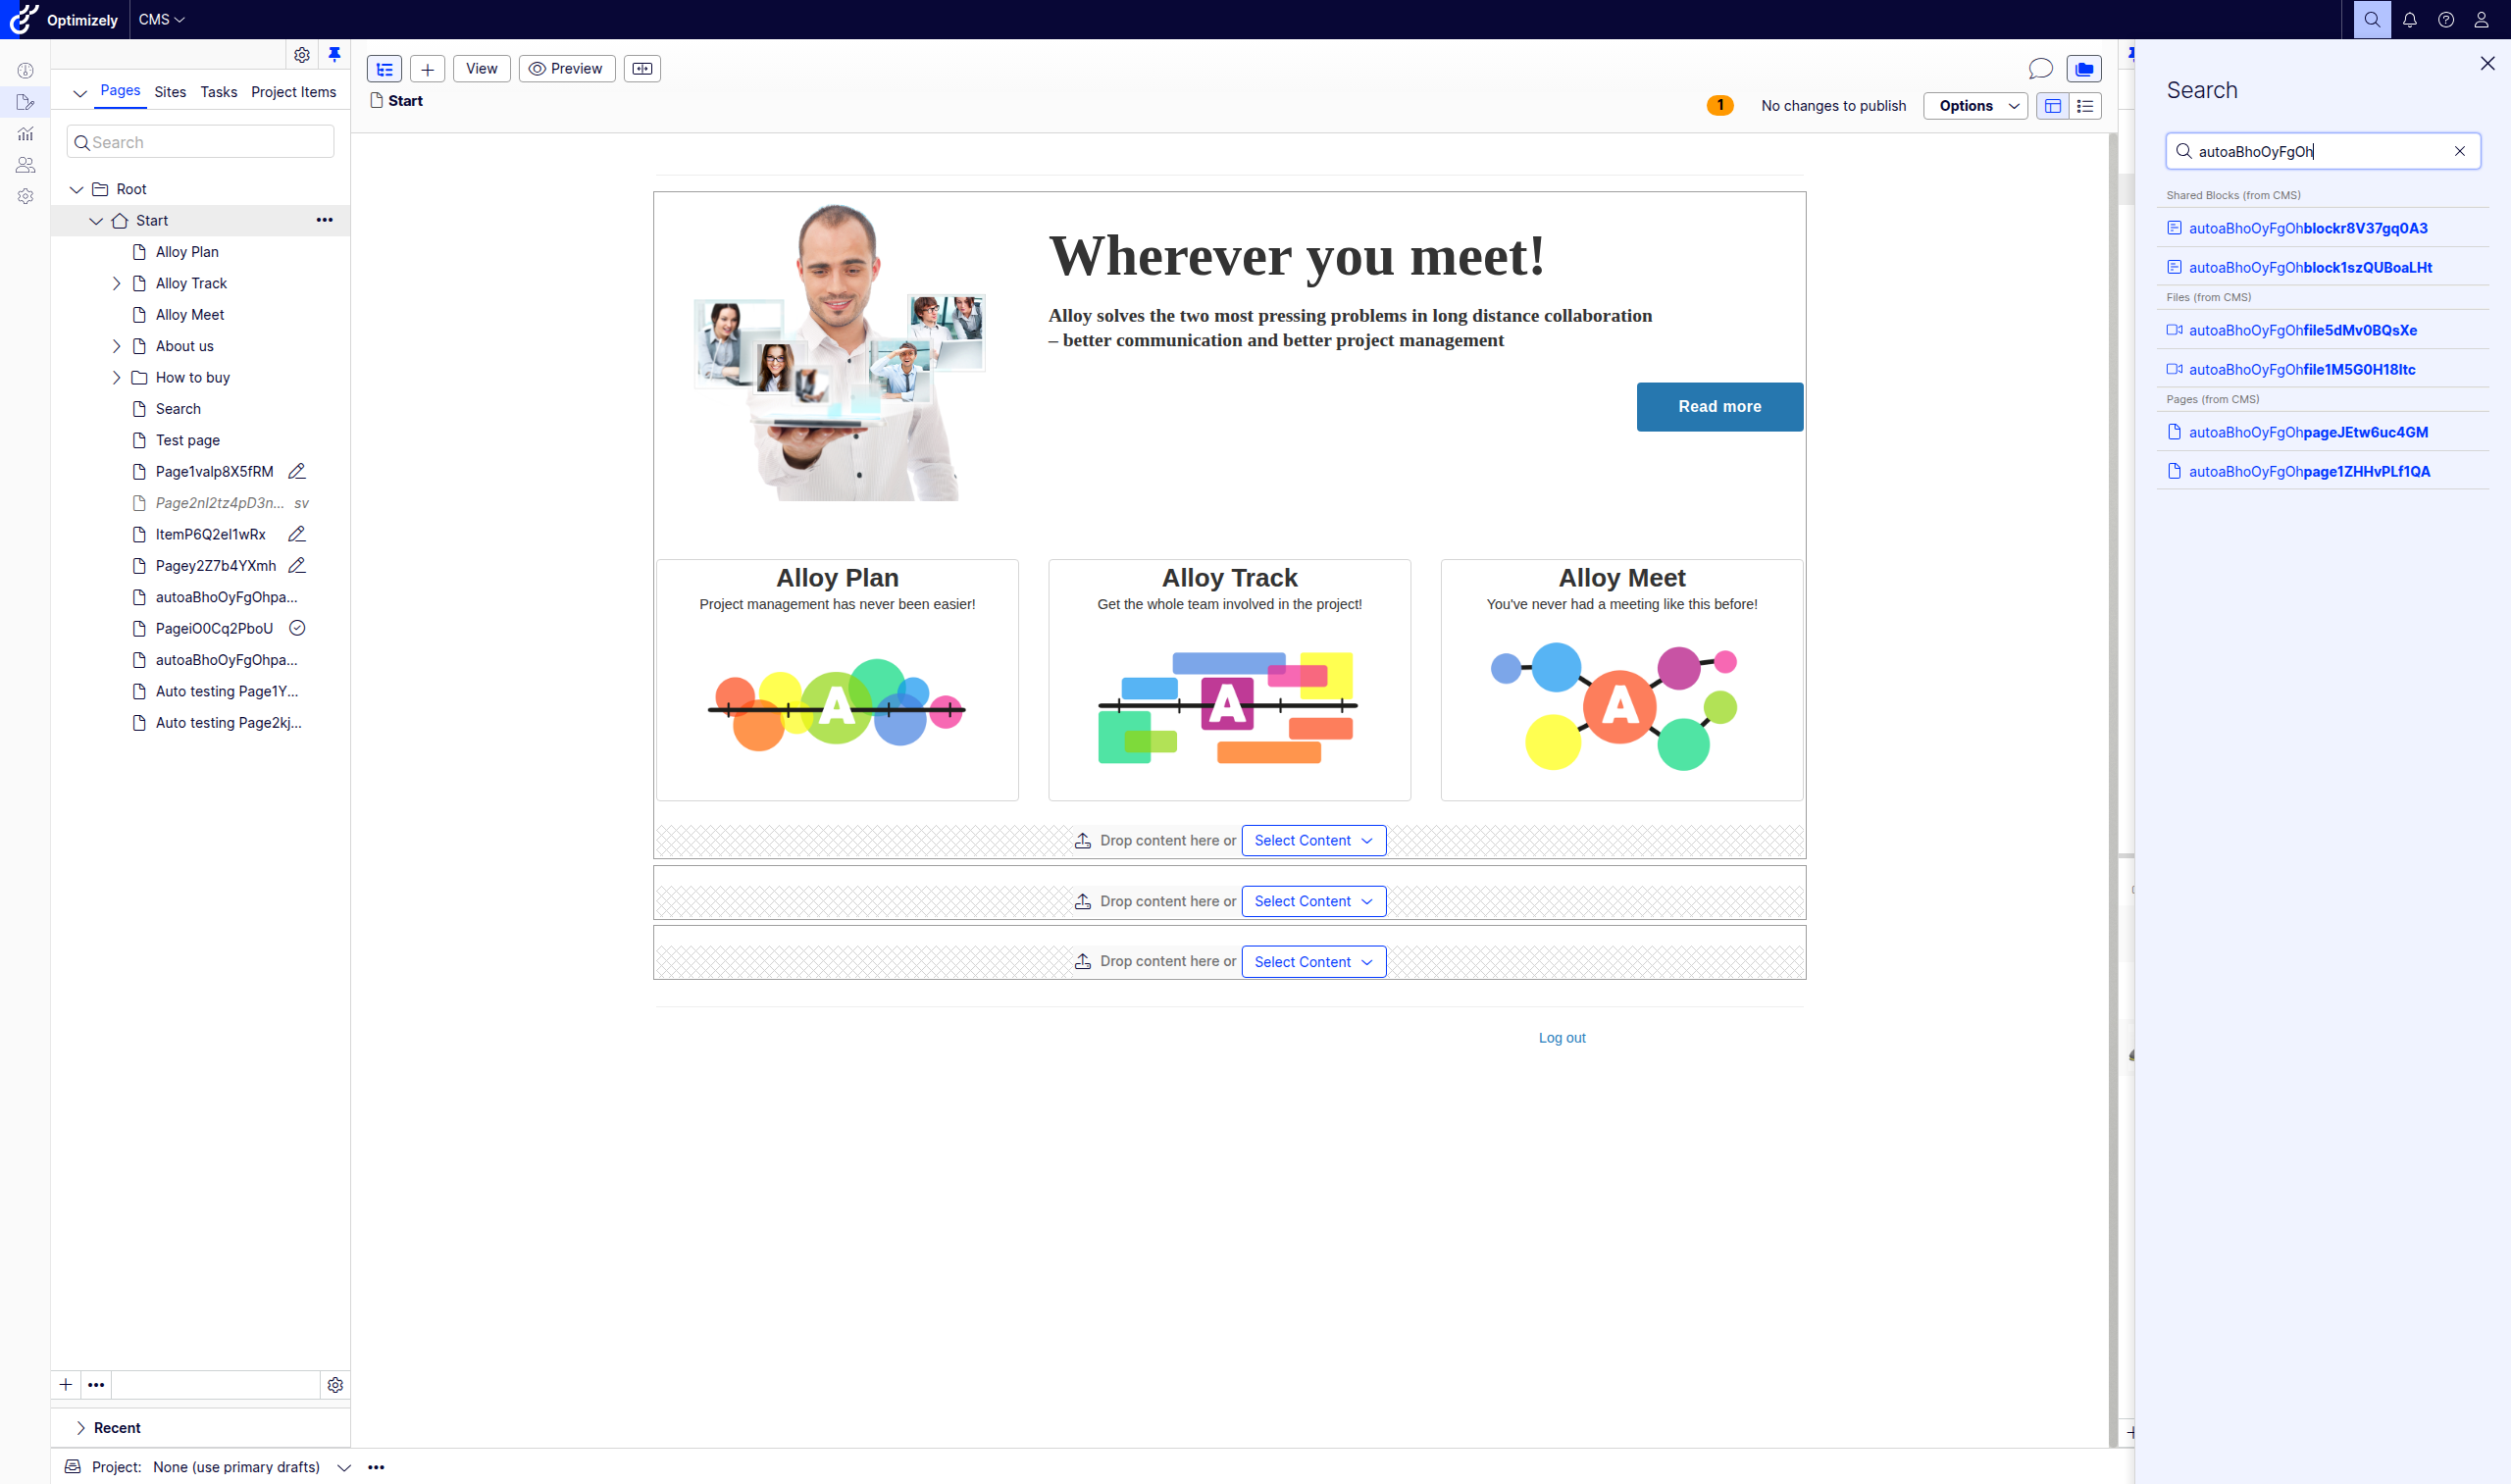 Optimizely
CMS
Pages
Sites
Tasks
Project Items
Search
Root
Start
Alloy Plan
Alloy Track
Alloy Meet
About us
How to buy
Search
Test page
Page1valp8X5fRM
Page2nl2tz4pD3n... sv
ItemP6Q2eI1wRx
Pagey2Z7b4YXmh
autoaBhoOyFgOhpa...
PageiO0Cq2PboU
autoaBhoOyFgOhpa...
Auto testing Page1Y...
Auto testing Page2kj...
Recent
Project: None (use primary drafts)
View
Preview
Start
1
No changes to publish
Options
Wherever you meet!
Alloy solves the two most pressing problems in long distance collaboration
– better communication and better project management
Read more
Alloy Plan
Project management has never been easier!
A
Alloy Track
Get the whole team involved in the project!
A
Alloy Meet
You've never had a meeting like this before!
A
Drop content here or Select Content
Drop content here or Select Content
Drop content here or Select Content
Log out
Search
autoaBhoOyFgOh
Shared Blocks (from CMS)
autoaBhoOyFgOhblockr8V37gq0A3
autoaBhoOyFgOhblock1szQUBoaLHt
Files (from CMS)
autoaBhoOyFgOhfile5dMv0BQsXe
autoaBhoOyFgOhfile1M5G0H18ltc
Pages (from CMS)
autoaBhoOyFgOhpageJEtw6uc4GM
autoaBhoOyFgOhpage1ZHHvPLf1QA